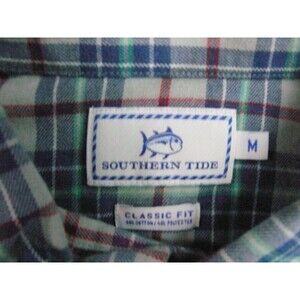 SOUTHERN TIDE
M
CLASSIC FIT